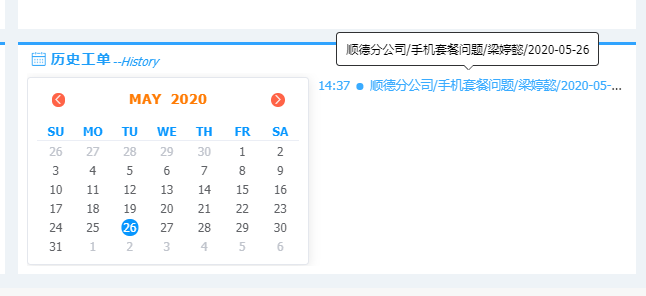 顺德分公司/手机套餐问题/梁婷懿/2020-05-26
历史工单 --History
14:37 顺德分公司/手机套餐问题/梁婷懿/2020-05-...
MAY 2020
SU MO TU WE TH FR SA
26 27 28 29 30 1 2
3 4 5 6 7 8 9
10 11 12 13 14 15 16
17 18 19 20 21 22 23
24 25 26 27 28 29 30
31 1 2 3 4 5 6